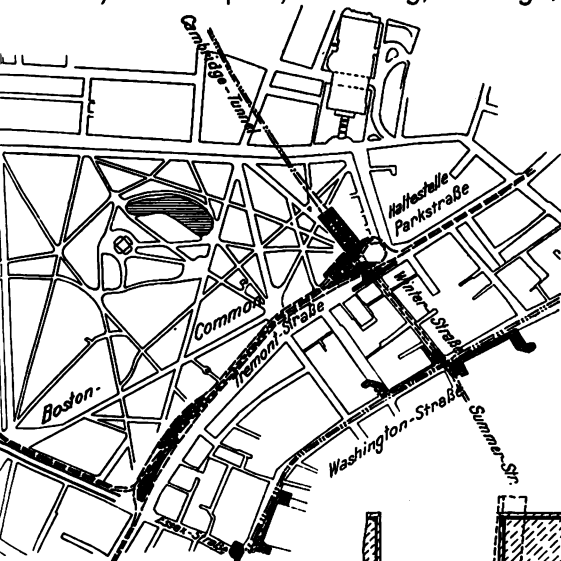 Cambridge-Tunnel
Haltestelle
Parkstraße
Winter-Straße
Common
Tremont-Straße
Boston-
Washington-Straße
Summer-Str.